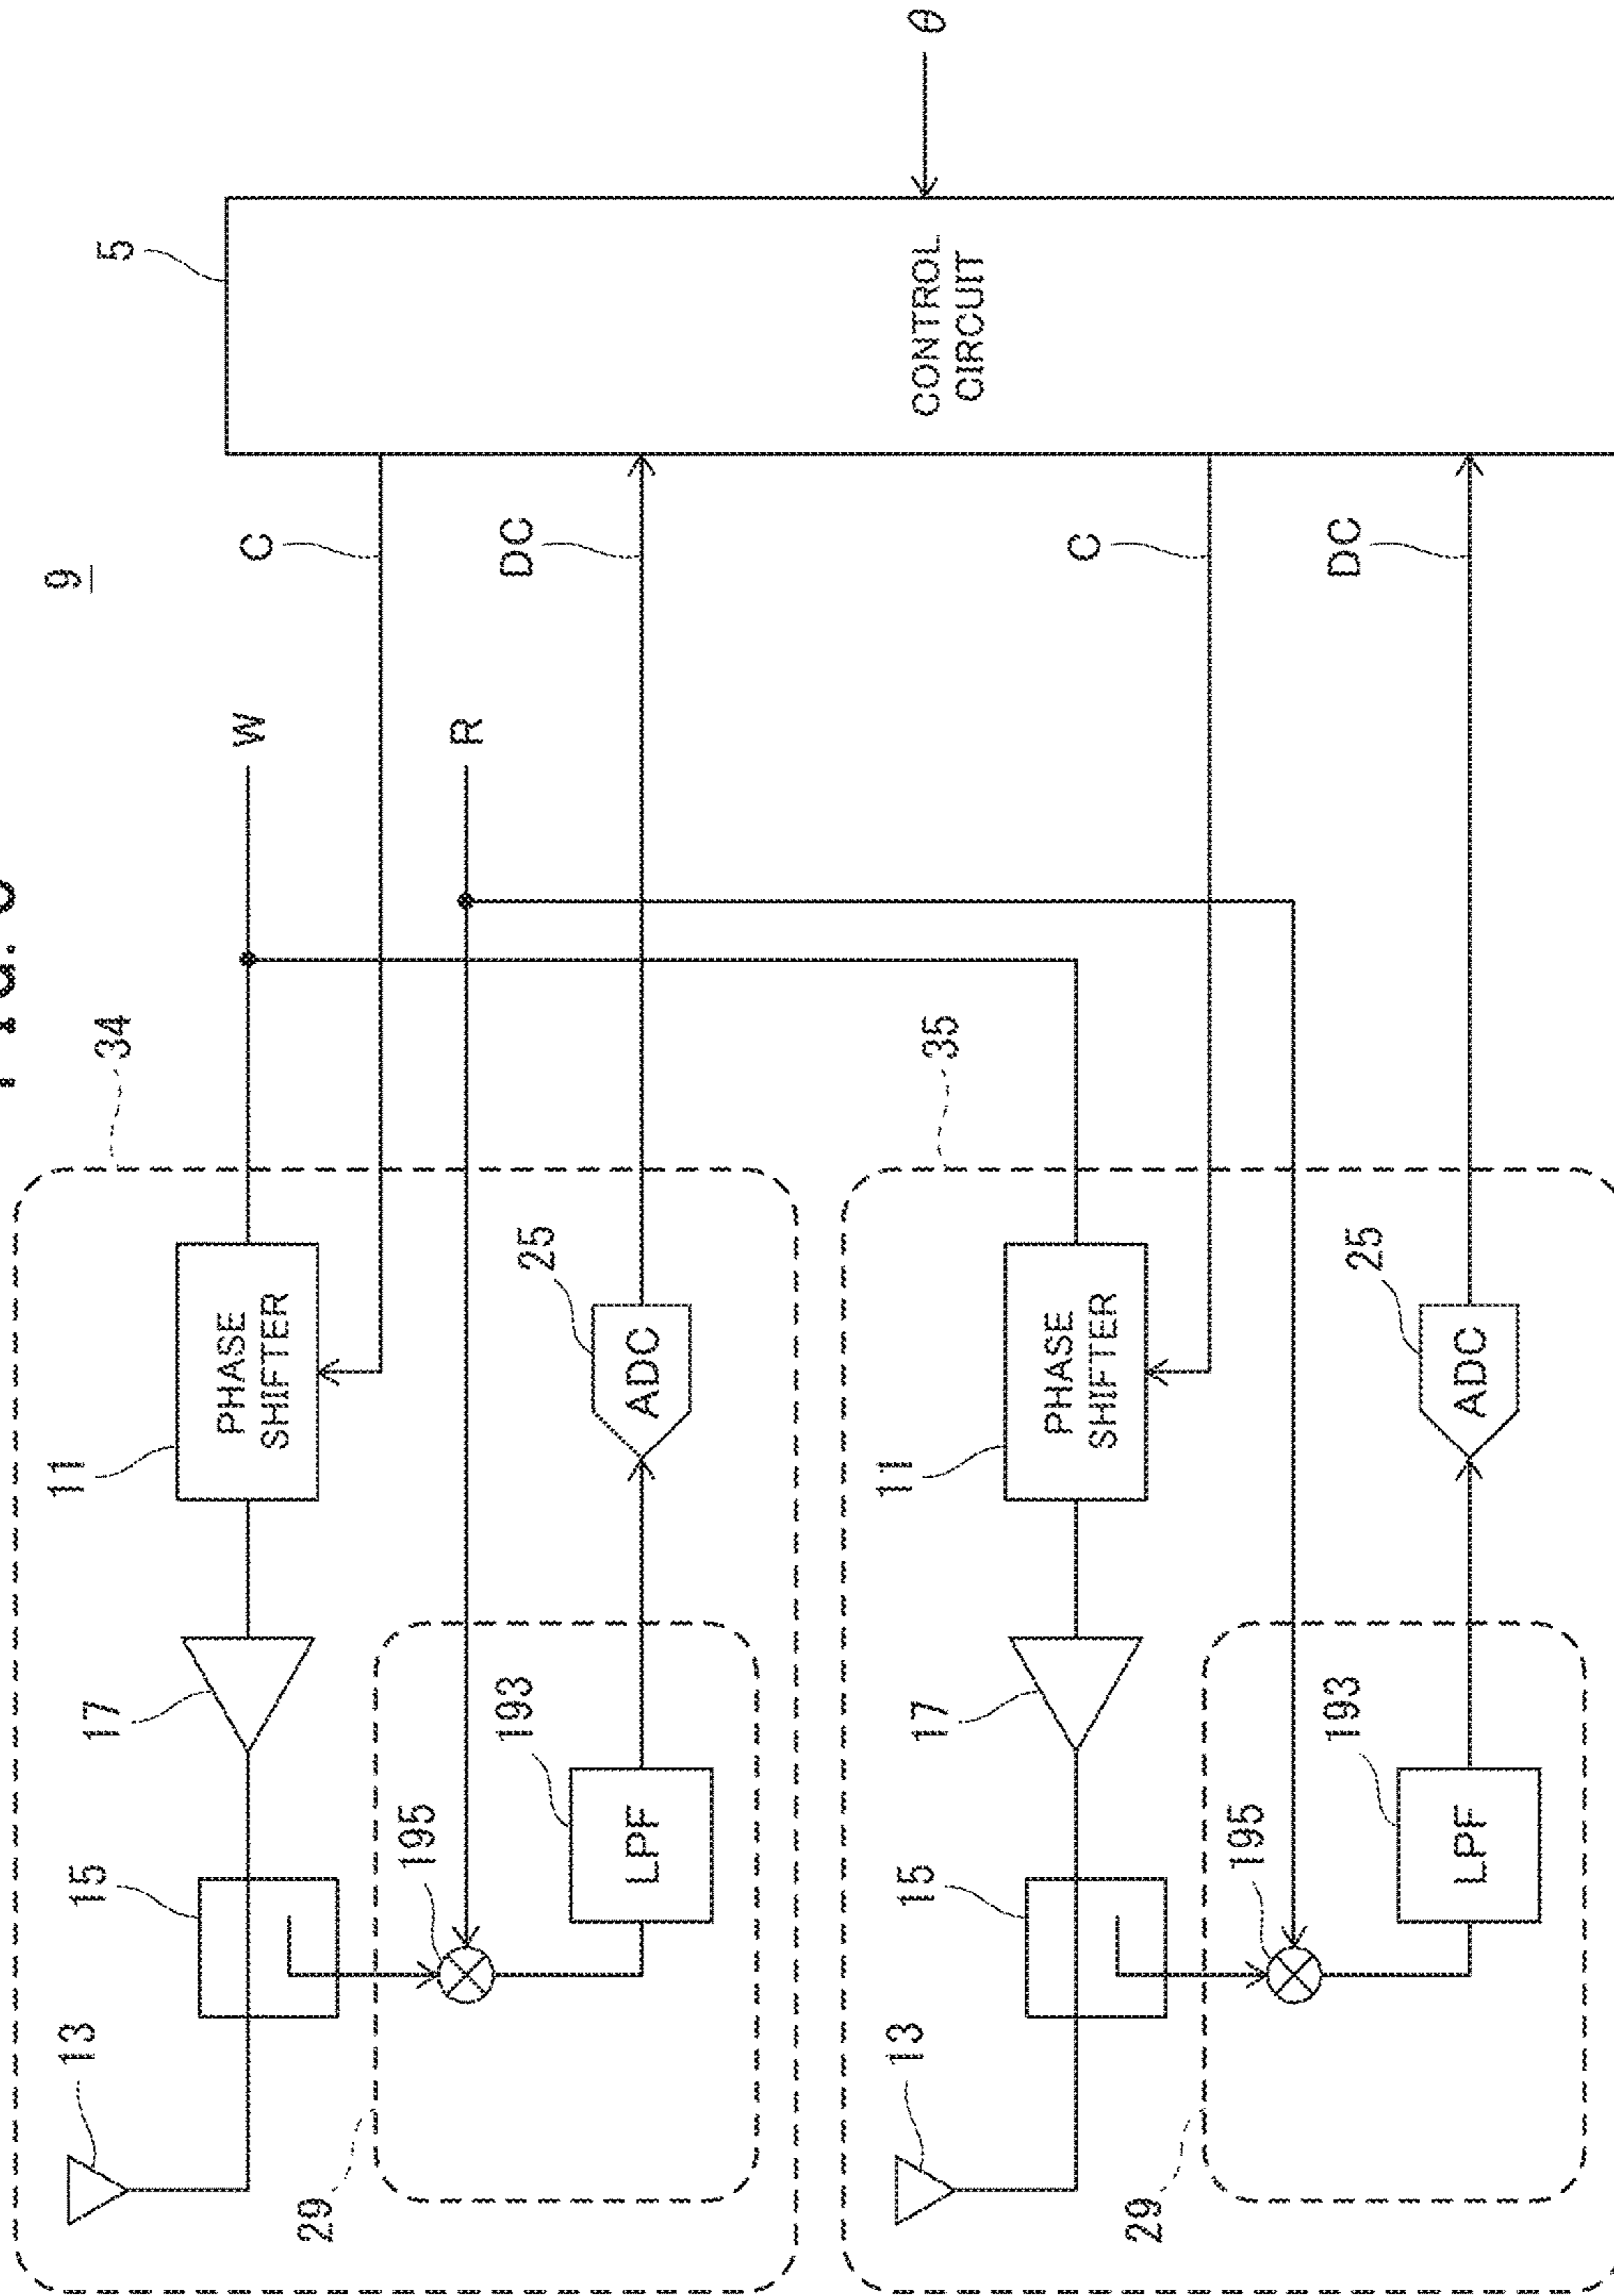 9
34
5
13
15
17
11
PHASE
SHIFTER
W
C
29
195
R
193
LPF
25
ADC
DC
CONTROL
CIRCUIT
θ
35
13
15
17
11
PHASE
SHIFTER
C
29
195
193
LPF
25
ADC
DC